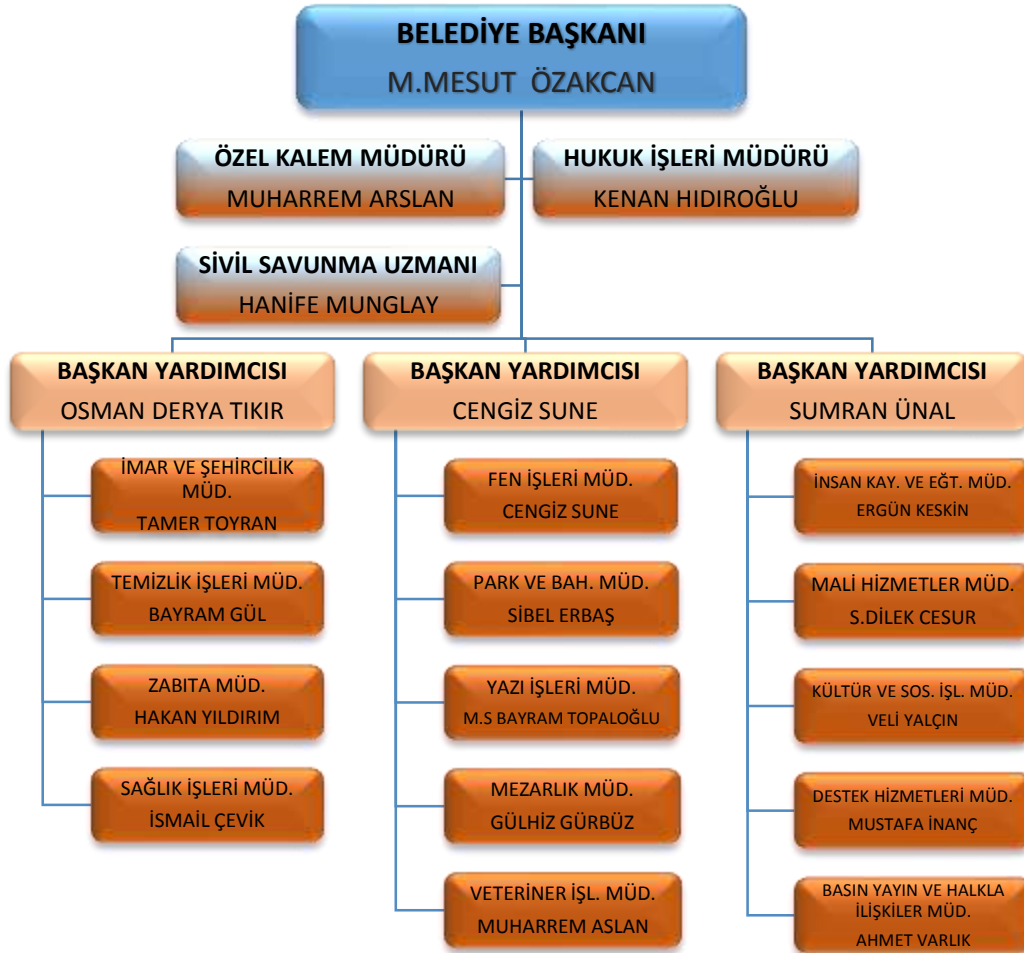 BELEDİYE BAŞKANI
M.MESUT ÖZAKCAN
ÖZEL KALEM MÜDÜRÜ
MUHARREM ARSLAN
HUKUK İŞLERİ MÜDÜRÜ
KENAN HIDIROĞLU
SİVİL SAVUNMA UZMANI
HANİFE MUNGLAY
BAŞKAN YARDIMCISI
OSMAN DERYA TIKIR
İMAR VE ŞEHİRCİLİK
MÜD.
TAMER TOYRAN
TEMİZLİK İŞLERİ MÜD.
BAYRAM GÜL
ZABITA MÜD.
HAKAN YILDIRIM
SAĞLIK İŞLERİ MÜD.
İSMAİL ÇEVİK
BAŞKAN YARDIMCISI
CENGİZ SUNE
FEN İŞLERİ MÜD.
CENGİZ SUNE
PARK VE BAH. MÜD.
SİBEL ERBAŞ
YAZI İŞLERİ MÜD.
M.S BAYRAM TOPALOĞLU
MEZARLIK MÜD.
GÜLHİZ GÜRBÜZ
VETERİNER İŞL. MÜD.
MUHARREM ASLAN
BAŞKAN YARDIMCISI
SUMRAN ÜNAL
İNSAN KAY. VE EĞT. MÜD.
ERGÜN KESKİN
MALİ HİZMETLER MÜD.
S.DİLEK CESUR
KÜLTÜR VE SOS. İŞL. MÜD.
VELİ YALÇIN
DESTEK HİZMETLERİ MÜD.
MUSTAFA İNANÇ
BASIN YAYIN VE HALKLA
İLİŞKİLER MÜD.
AHMET VARLIK